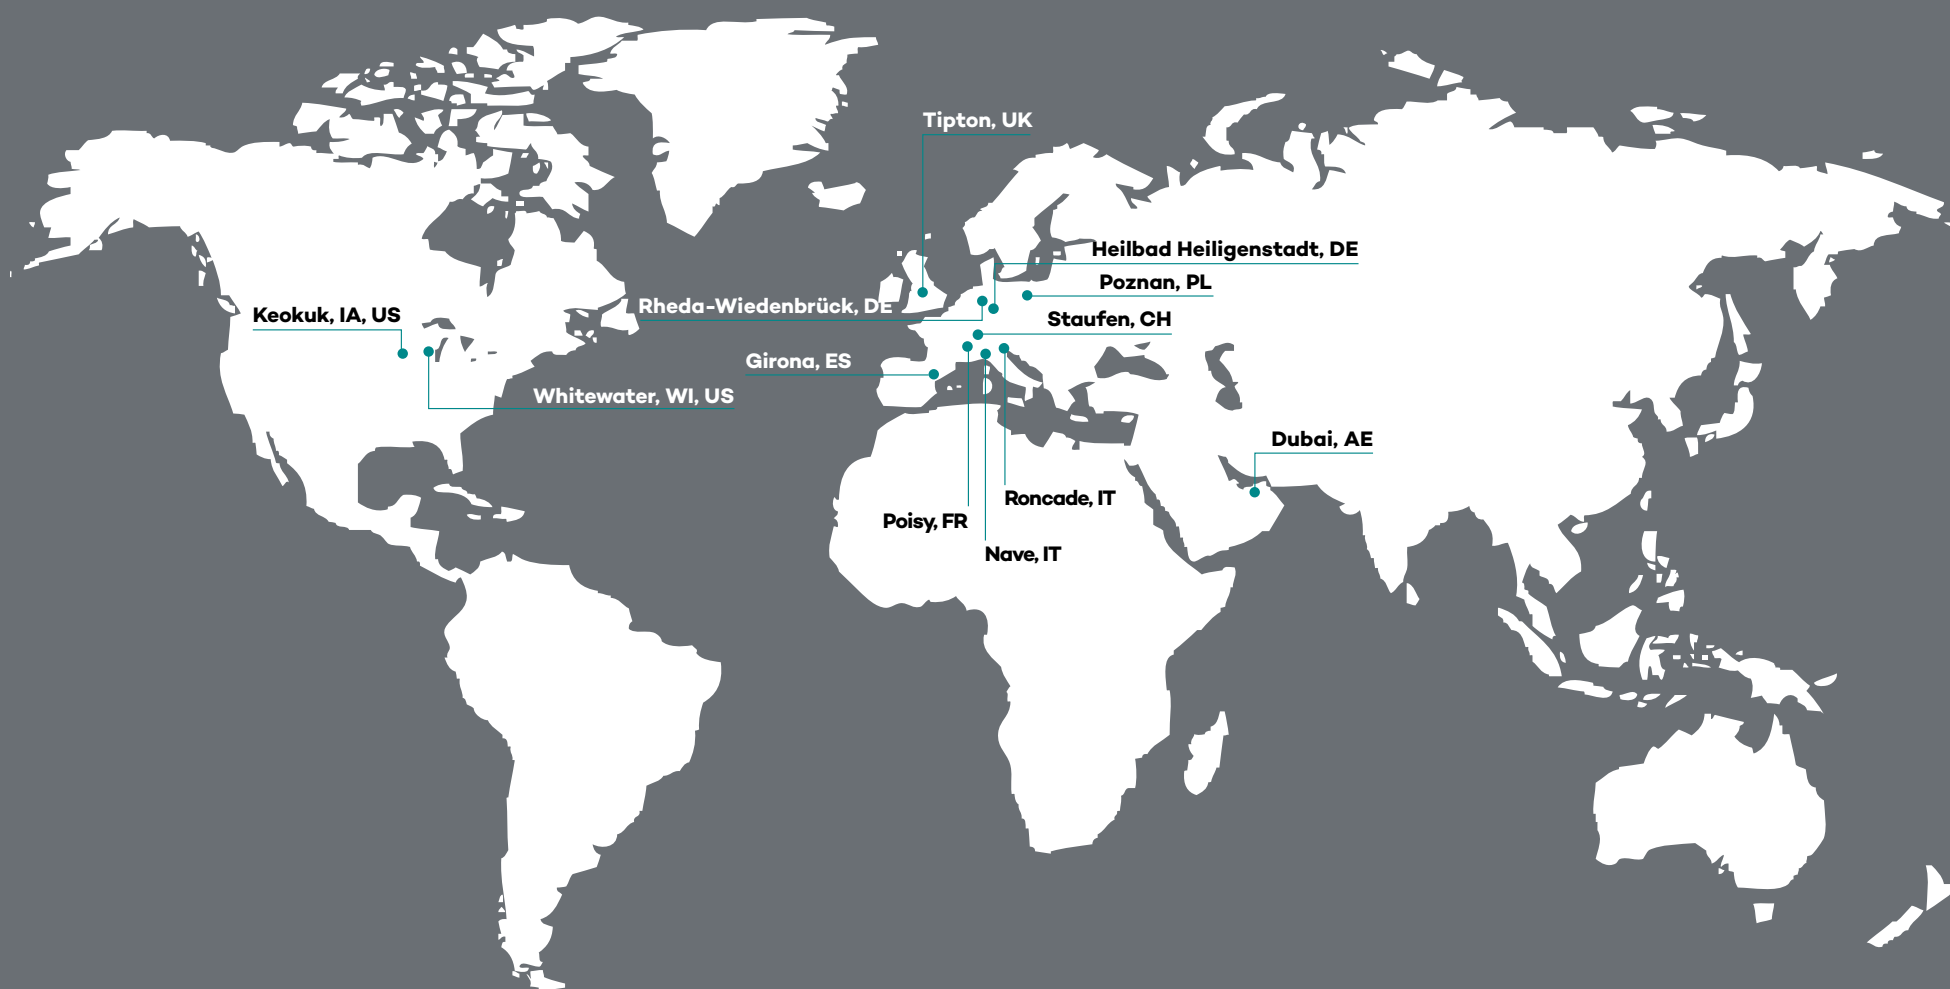 Tipton, UK
Heilbad Heiligenstadt, DE
Poznan, PL
Rheda-Wiedenbrück, DE
Keokuk, IA, US
Staufen, CH
Girona, ES
Whitewater, WI, US
Dubai, AE
Roncade, IT
Poisy, FR
Nave, IT